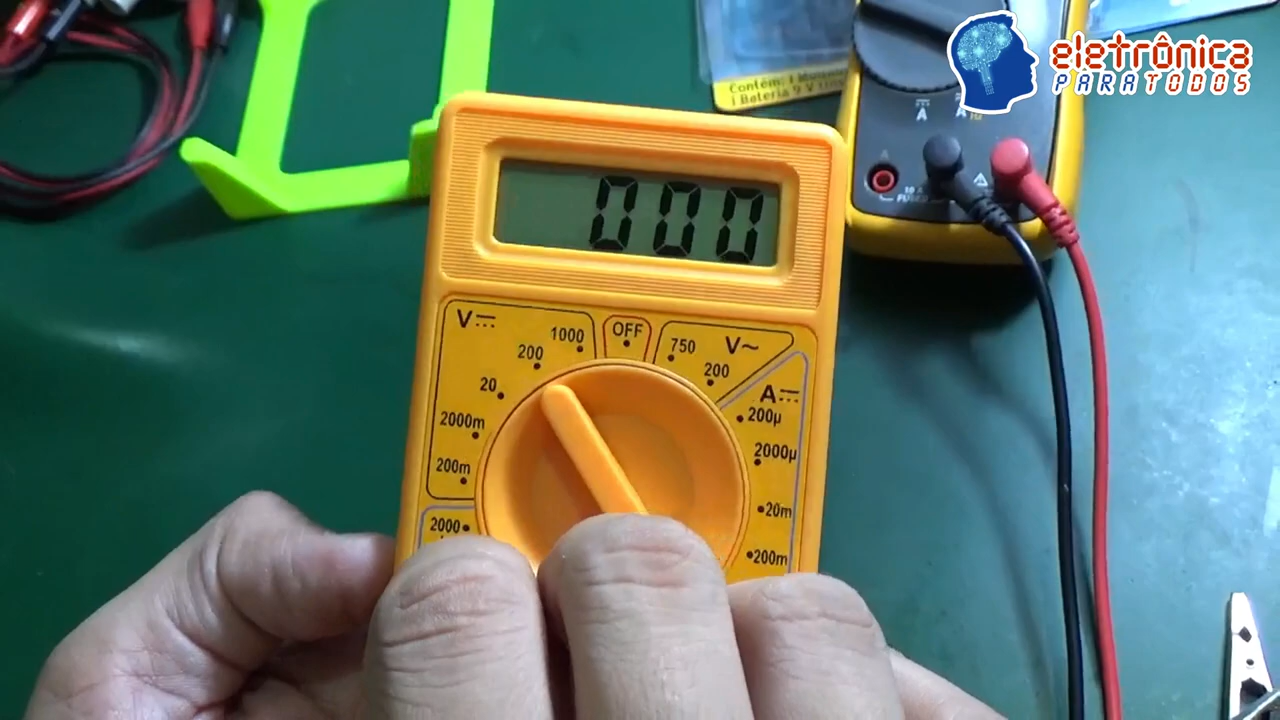 eletrônica
PARATODOS
Contém: 1
1 Bateria 9 V
A
A
10 A
000
V
1000
OFF
750
V~
200
200
20
A
200µ
2000m
2000µ
200m
20m
2000
200m